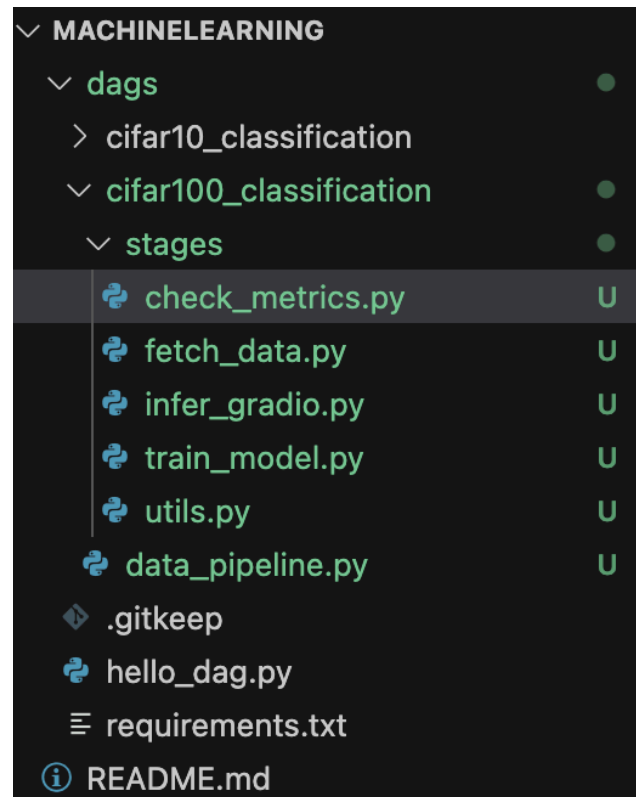 MACHINELEARNING
dags
cifar10_classification
cifar100_classification
stages
check_metrics.py U
fetch_data.py U
infer_gradio.py U
train_model.py U
utils.py U
data_pipeline.py U
.gitkeep
hello_dag.py
requirements.txt
README.md